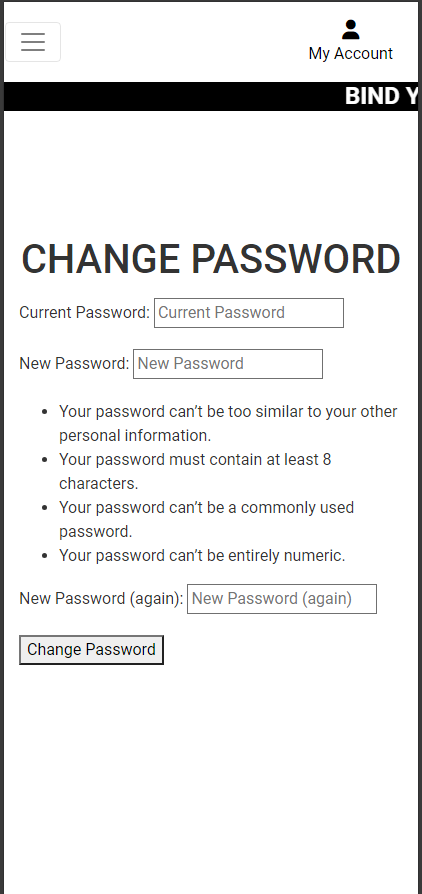 My Account
BIND Y
CHANGE PASSWORD
Current Password: Current Password
New Password: New Password
Your password can’t be too similar to your other
personal information.
Your password must contain at least 8
characters.
Your password can’t be a commonly used
password.
Your password can’t be entirely numeric.
New Password (again): New Password (again)
Change Password